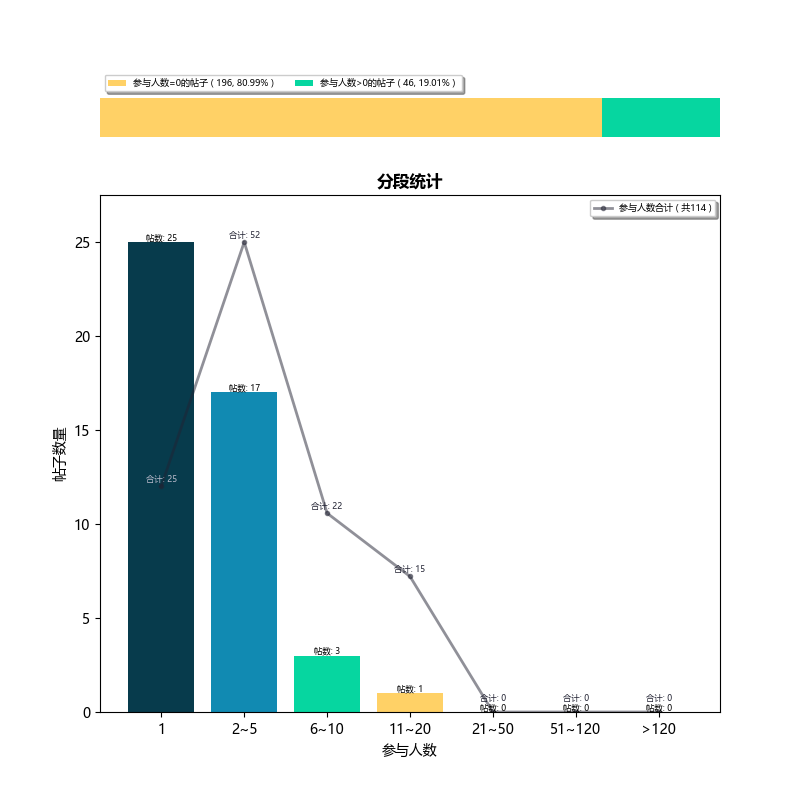 参与人数=0的帖子 ( 196, 80.99% ) 参与人数>0的帖子 ( 46, 19.01% )
分段统计
参与人数合计 ( 共114 )
25
20
15
10
5
0
帖子数量
帖数: 25
合计: 52
帖数: 17
合计: 25
合计: 22
合计: 15
帖数: 3
帖数: 1
合计: 0 合计: 0 合计: 0
帖数: 0 帖数: 0 帖数: 0
1 2~5 6~10 11~20 21~50 51~120 >120
参与人数